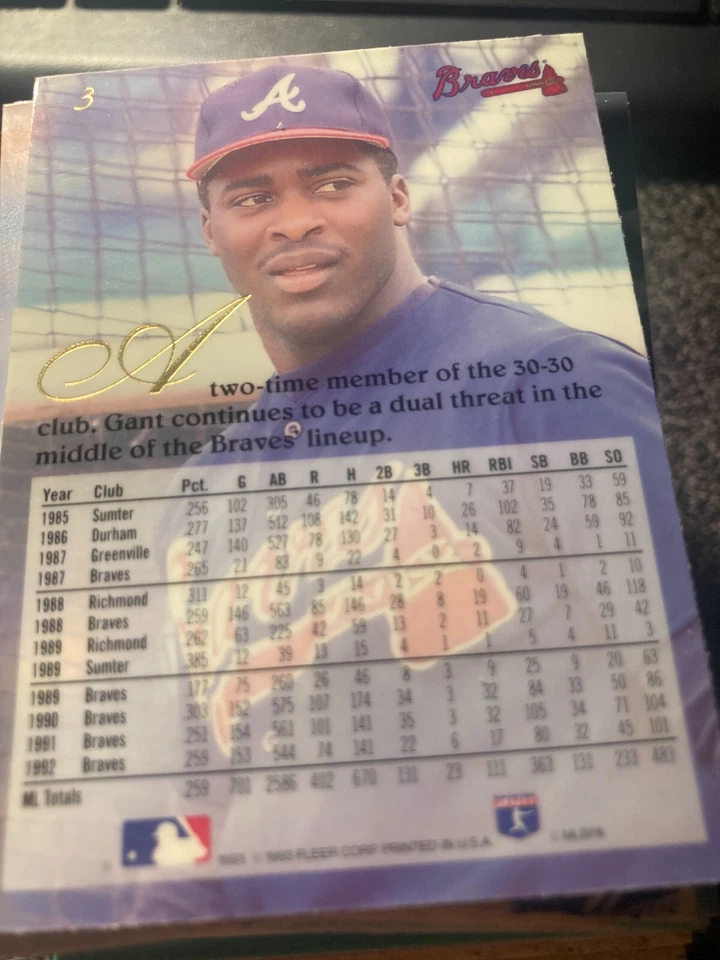 3
Braves
A
A two-time member of the 30-30
club, Gant continues to be a dual threat in the
middle of the Braves' lineup.
Year Club Pct. G AB R H 2B 3B HR RBI SB BB SO
1985 Sumter .256 102 305 46 78 14 4 7 37 19 33 59
1986 Durham .277 137 512 108 142 31 10 26 102 35 78 85
1987 Greenville .247 140 527 78 130 27 3 14 82 24 59 92
1987 Braves .265 21 83 9 22 4 0 2 9 4 1 11
1988 Richmond .311 12 45 3 14 2 2 0 4 1 2 10
1988 Braves .259 146 563 85 146 28 8 19 60 19 46 118
1989 Richmond .262 63 225 42 59 13 2 11 27 7 29 42
1989 Sumter .385 12 39 13 15 4 1 1 5 4 11 3
1989 Braves .177 75 260 26 46 8 3 9 25 9 20 63
1990 Braves .303 152 575 107 174 34 3 32 84 33 50 86
1991 Braves .251 154 561 101 141 35 3 32 105 34 71 104
1992 Braves .259 153 544 74 141 22 6 17 80 32 45 101
ML Totals .259 701 2586 402 670 131 23 111 363 131 233 483
© 1993 FLEER CORP PRINTED IN U.S.A. © MLBPA